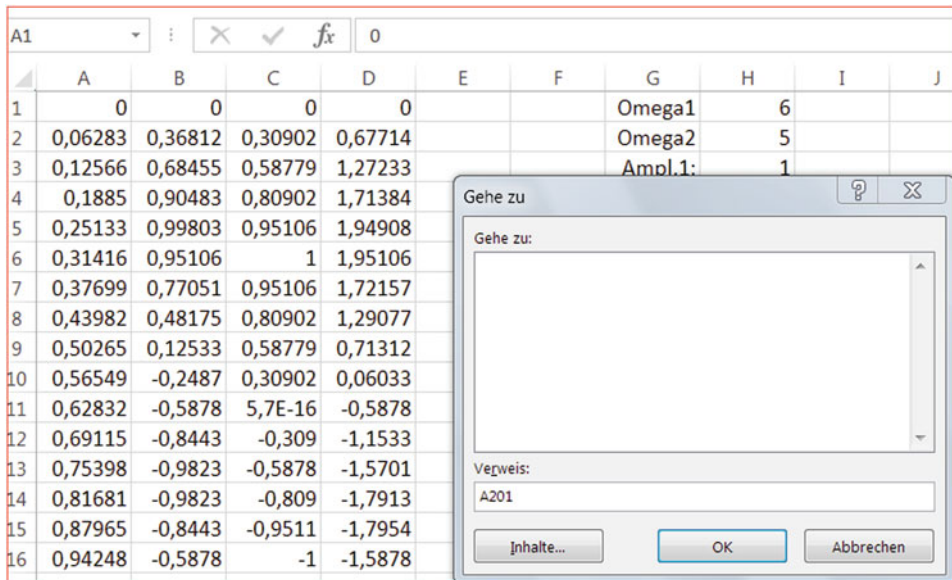 A1 fx 0
A B C D E F G H I J
1 0 0 0 0 Omega1 6
2 0,06283 0,36812 0,30902 0,67714 Omega2 5
3 0,12566 0,68455 0,58779 1,27233 Ampl.1: 1
4 0,1885 0,90483 0,80902 1,71384
5 0,25133 0,99803 0,95106 1,94908
6 0,31416 0,95106 1 1,95106
7 0,37699 0,77051 0,95106 1,72157
8 0,43982 0,48175 0,80902 1,29077
9 0,50265 0,12533 0,58779 0,71312
10 0,56549 -0,2487 0,30902 0,06033
11 0,62832 -0,5878 5,7E-16 -0,5878
12 0,69115 -0,8443 -0,309 -1,1533
13 0,75398 -0,9823 -0,5878 -1,5701
14 0,81681 -0,9823 -0,809 -1,7913
15 0,87965 -0,8443 -0,9511 -1,7954
16 0,94248 -0,5878 -1 -1,5878
Gehe zu
Gehe zu:
Verweis:
A201
Inhalte... OK Abbrechen